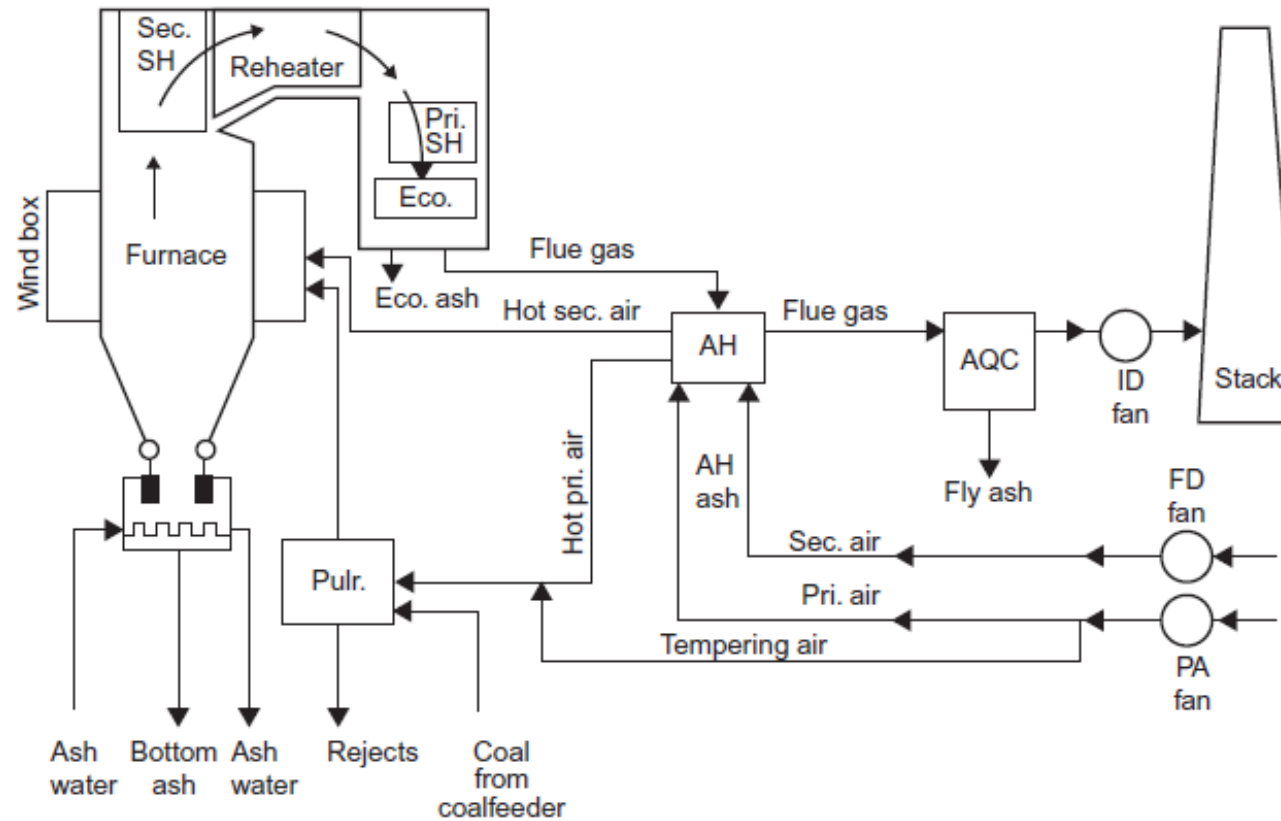 Sec.
SH
Reheater
Pri.
SH
Eco.
Wind box
Furnace
Flue gas
Eco. ash
Hot sec. air
AH
Flue gas
AQC
ID
fan
Stack
Hot pri. air
AH
ash
Fly ash
FD
fan
Sec. air
Pulr.
Pri. air
Tempering air
PA
fan
Ash
water
Bottom
ash
Ash
water
Rejects
Coal
from
coalfeeder